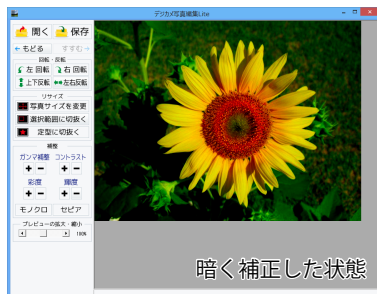 デジカメ写真編集Lite
開く 保存
←もどる すすむ→
回転・反転
左 回転 右 回転
上下反転 左右反転
リサイズ
写真サイズを変更
選択範囲に切抜く
定型に切抜く
補整
ガンマ補整 コントラスト
+ - + -
彩度 輝度
+ - + -
モノクロ セピア
プレビューの拡大・縮小
100%
暗く補正した状態